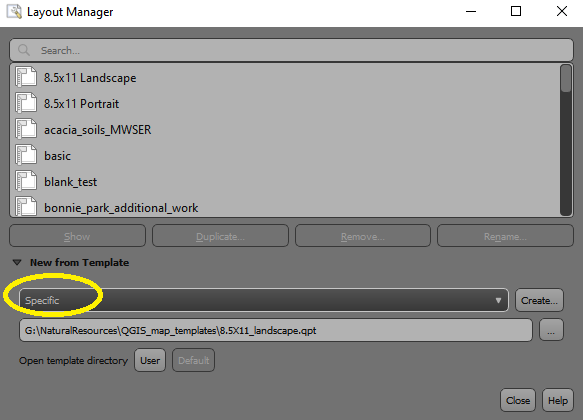 Layout Manager
Search...
8.5x11 Landscape
8.5x11 Portrait
acacia_soils_MWSER
basic
blank_test
bonnie_park_additional_work
Show Duplicate... Remove... Rename...
New from Template
Specific Create...
G:\NaturalResources\QGIS_map_templates\8.5X11_landscape.qpt ...
Open template directory User Default
Close Help